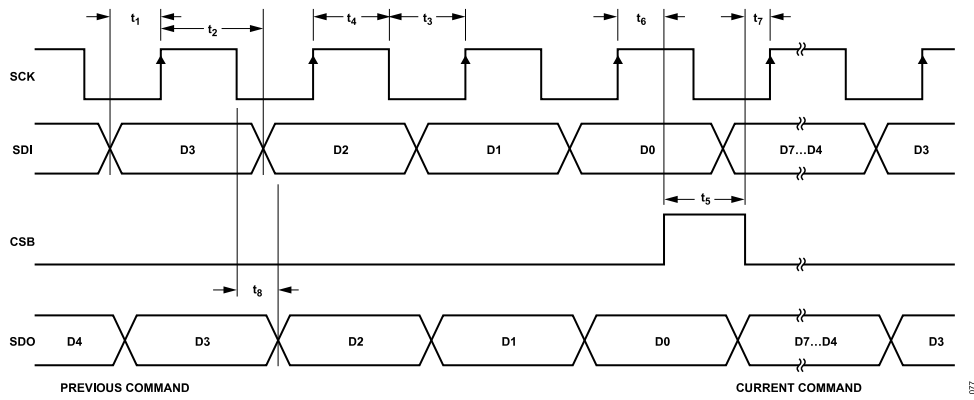 t1 t2 t4 t3 t6 t7
SCK
SDI D3 D2 D1 D0 D7...D4 D3
t5
CSB
t8
SDO D4 D3 D2 D1 D0 D7...D4 D3
PREVIOUS COMMAND CURRENT COMMAND
077